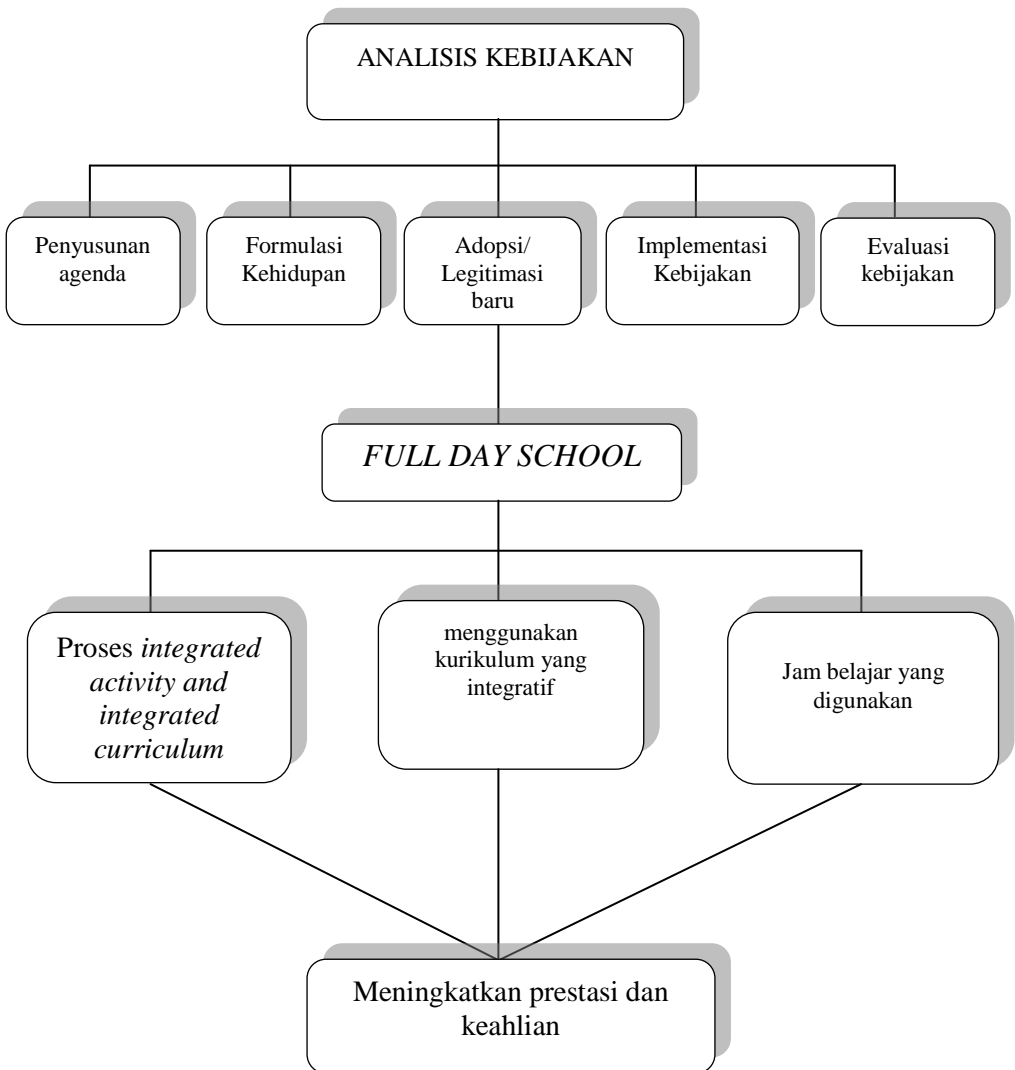 ANALISIS KEBIJAKAN
Penyusunan
agenda
Formulasi
Kehidupan
Adopsi/
Legitimasi
baru
Implementasi
Kebijakan
Evaluasi
kebijakan
FULL DAY SCHOOL
Proses integrated
activity and
integrated
curriculum
menggunakan
kurikulum yang
integratif
Jam belajar yang
digunakan
Meningkatkan prestasi dan
keahlian